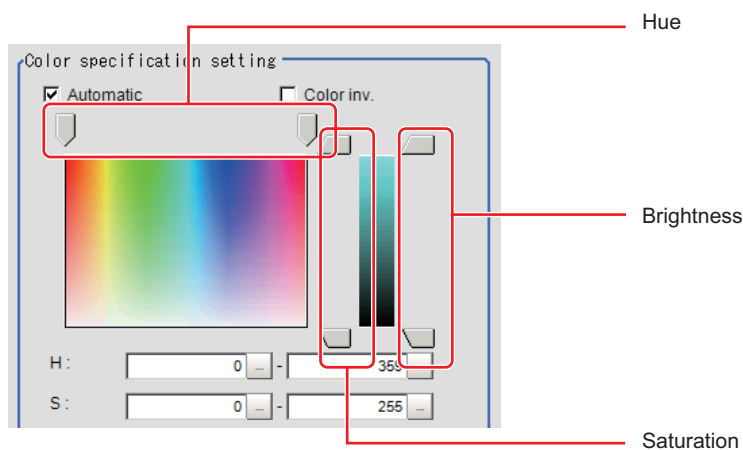 Hue
Color specification setting
Automatic
Color inv.
Brightness
H: 0 ... - 359
S: 0 ... - 255 ...
Saturation